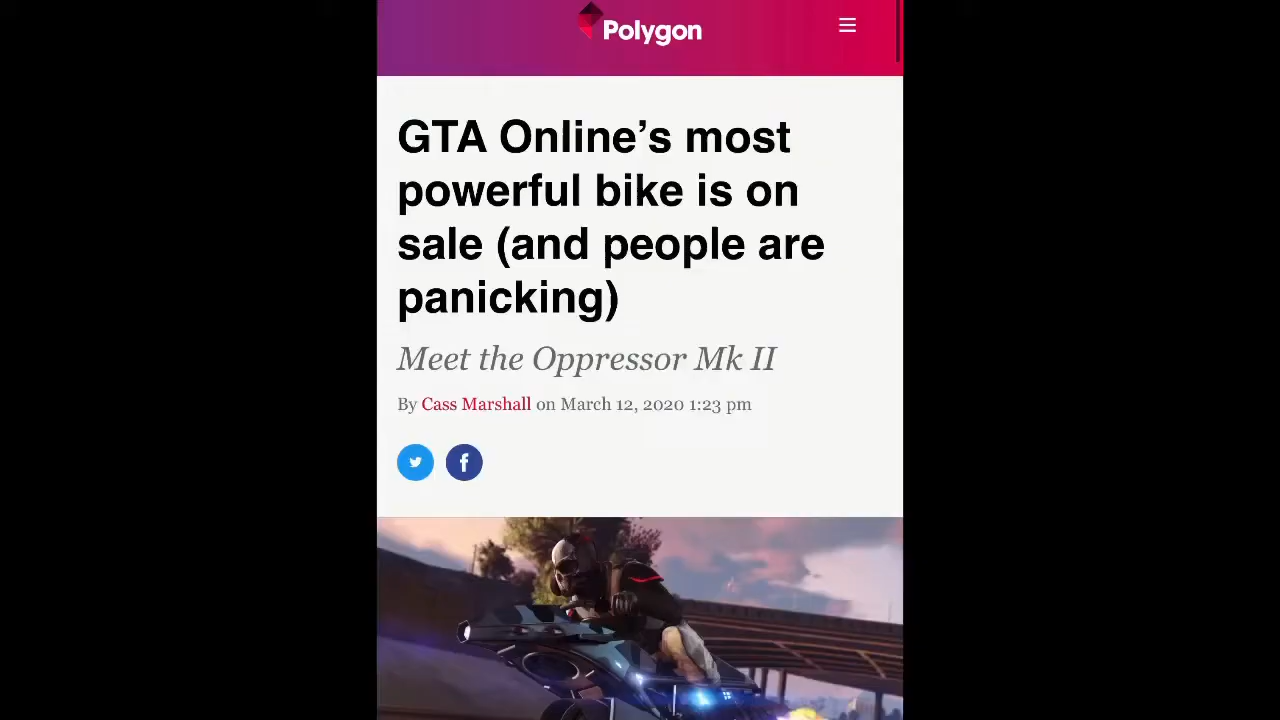 Polygon
GTA Online’s most
powerful bike is on
sale (and people are
panicking)
Meet the Oppressor Mk II
By Cass Marshall on March 12, 2020 1:23 pm